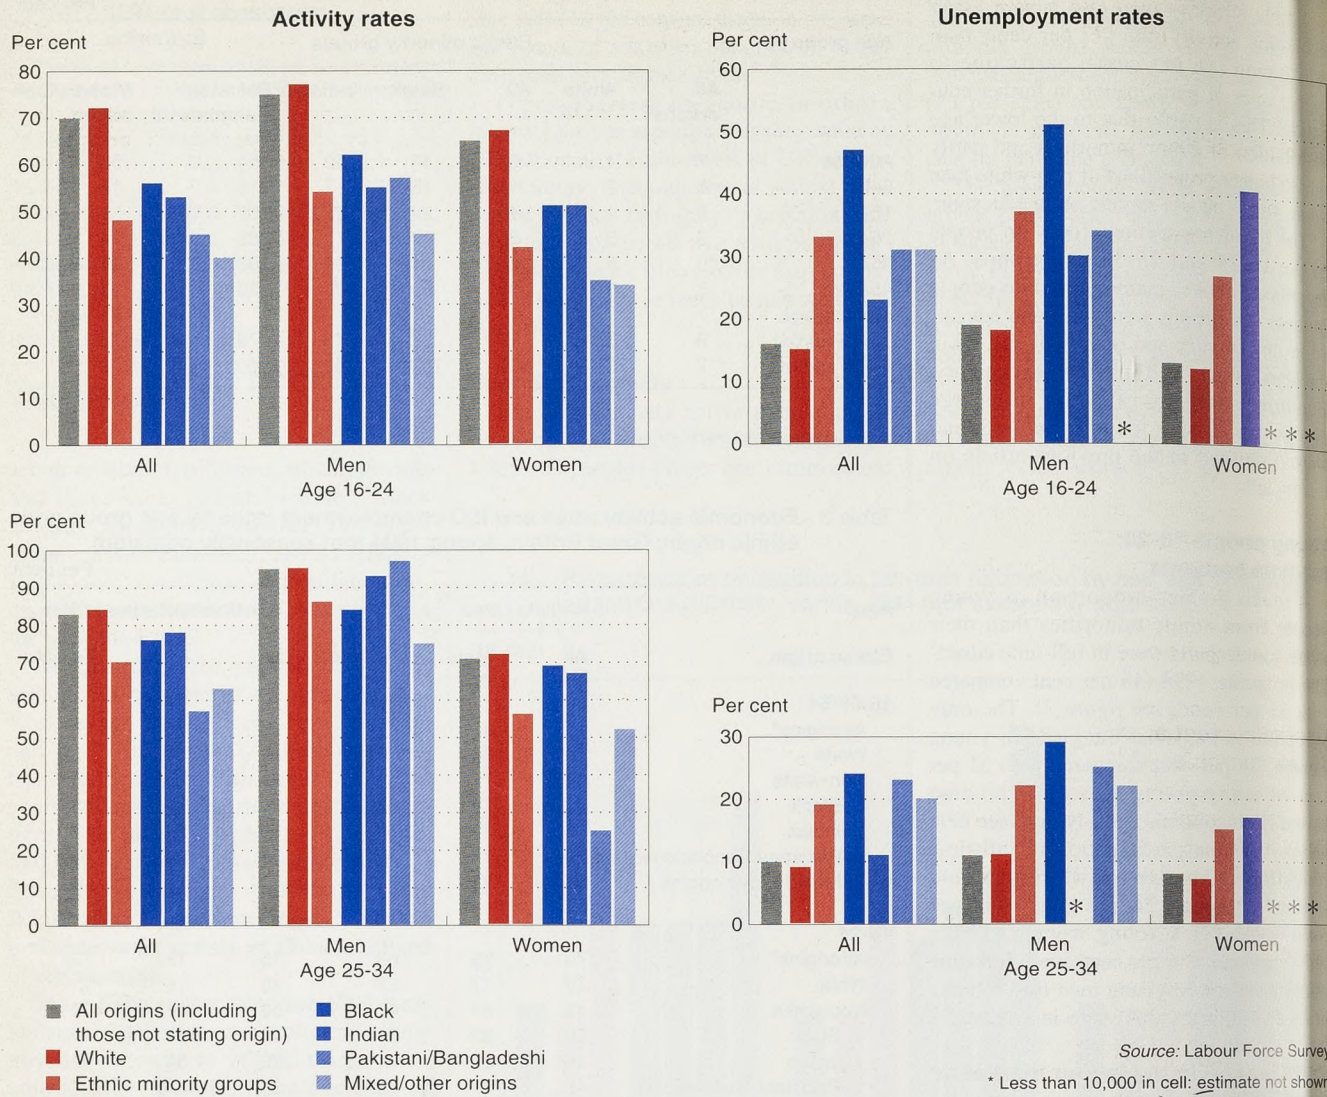 Activity rates
Per cent
80
70
60
50
40
30
20
10
0
All
Men
Women
Age 16-24
Unemployment rates
Per cent
60
50
40
30
20
10
0
*
* * *
All
Men
Women
Age 16-24
Per cent
100
90
80
70
60
50
40
30
20
10
0
All
Men
Women
Age 25-34
Per cent
30
20
10
0
*
* * *
All
Men
Women
Age 25-34
All origins (including
those not stating origin)
White
Ethnic minority groups
Black
Indian
Pakistani/Bangladeshi
Mixed/other origins
Source: Labour Force Survey
* Less than 10,000 in cell: estimate not shown